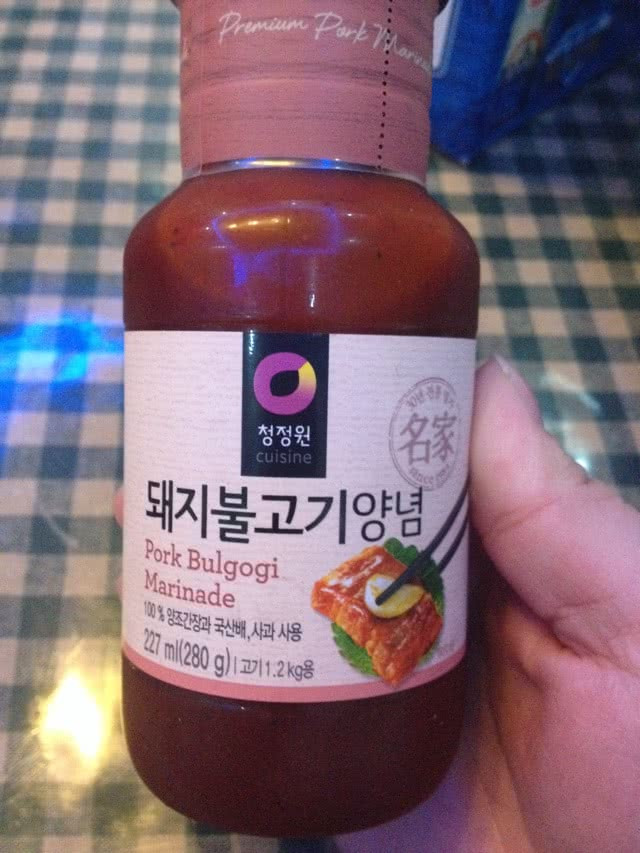 Premium Pork
청정원
cuisine
名家
돼지불고기양념
Pork Bulgogi
Marinade
100 % 양조간장과 국산배,사과 사용
227 ml(280 g) | 고기 1.2 kg용